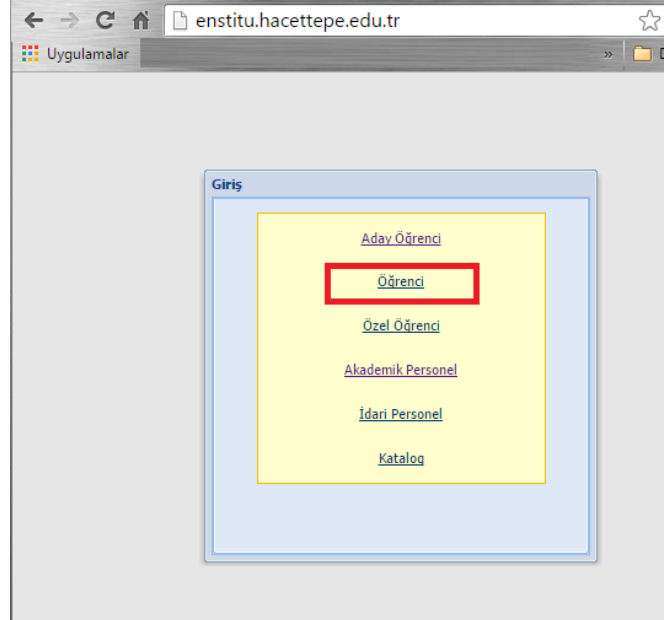 enstitu.hacettepe.edu.tr
Uygulamalar
»
Giriş
Aday Öğrenci
Öğrenci
Özel Öğrenci
Akademik Personel
İdari Personel
Katalog